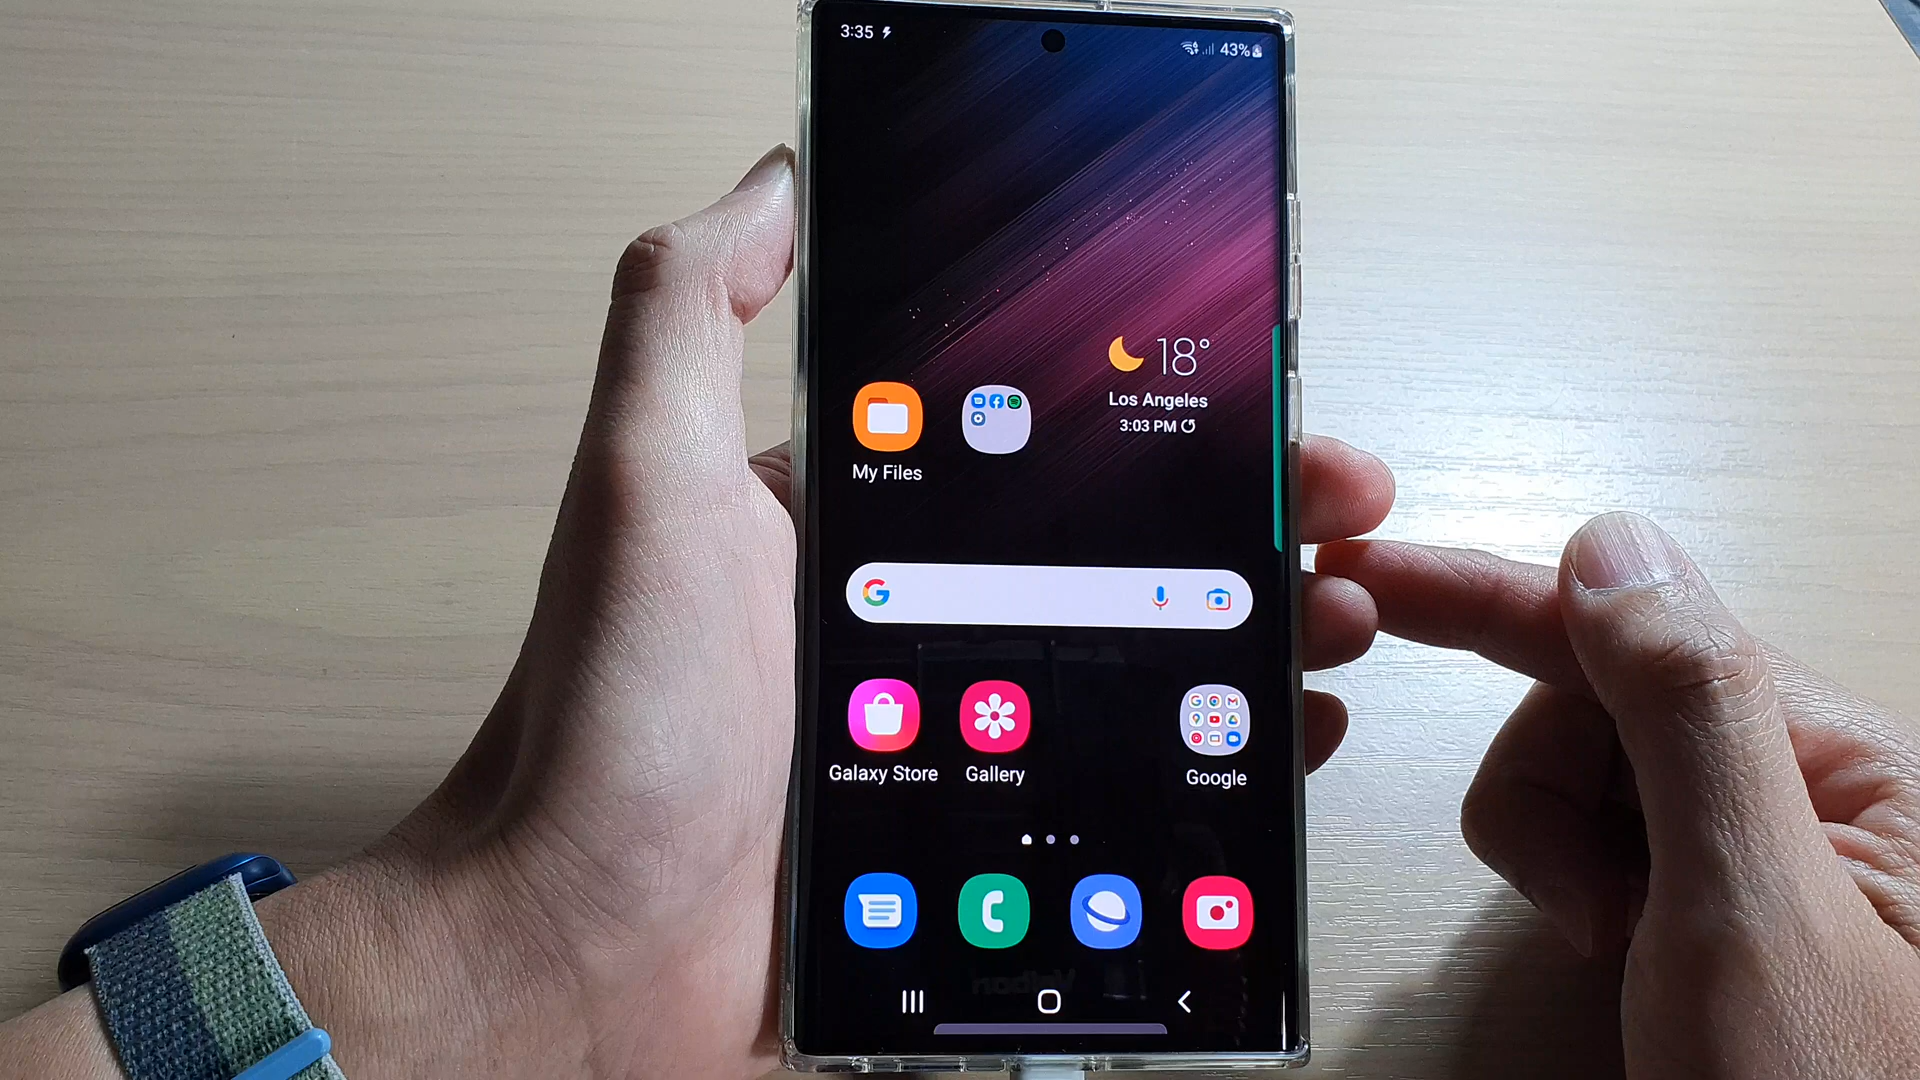 3:35
43%
18°
Los Angeles
3:03 PM
My Files
G
Galaxy Store
Gallery
Google